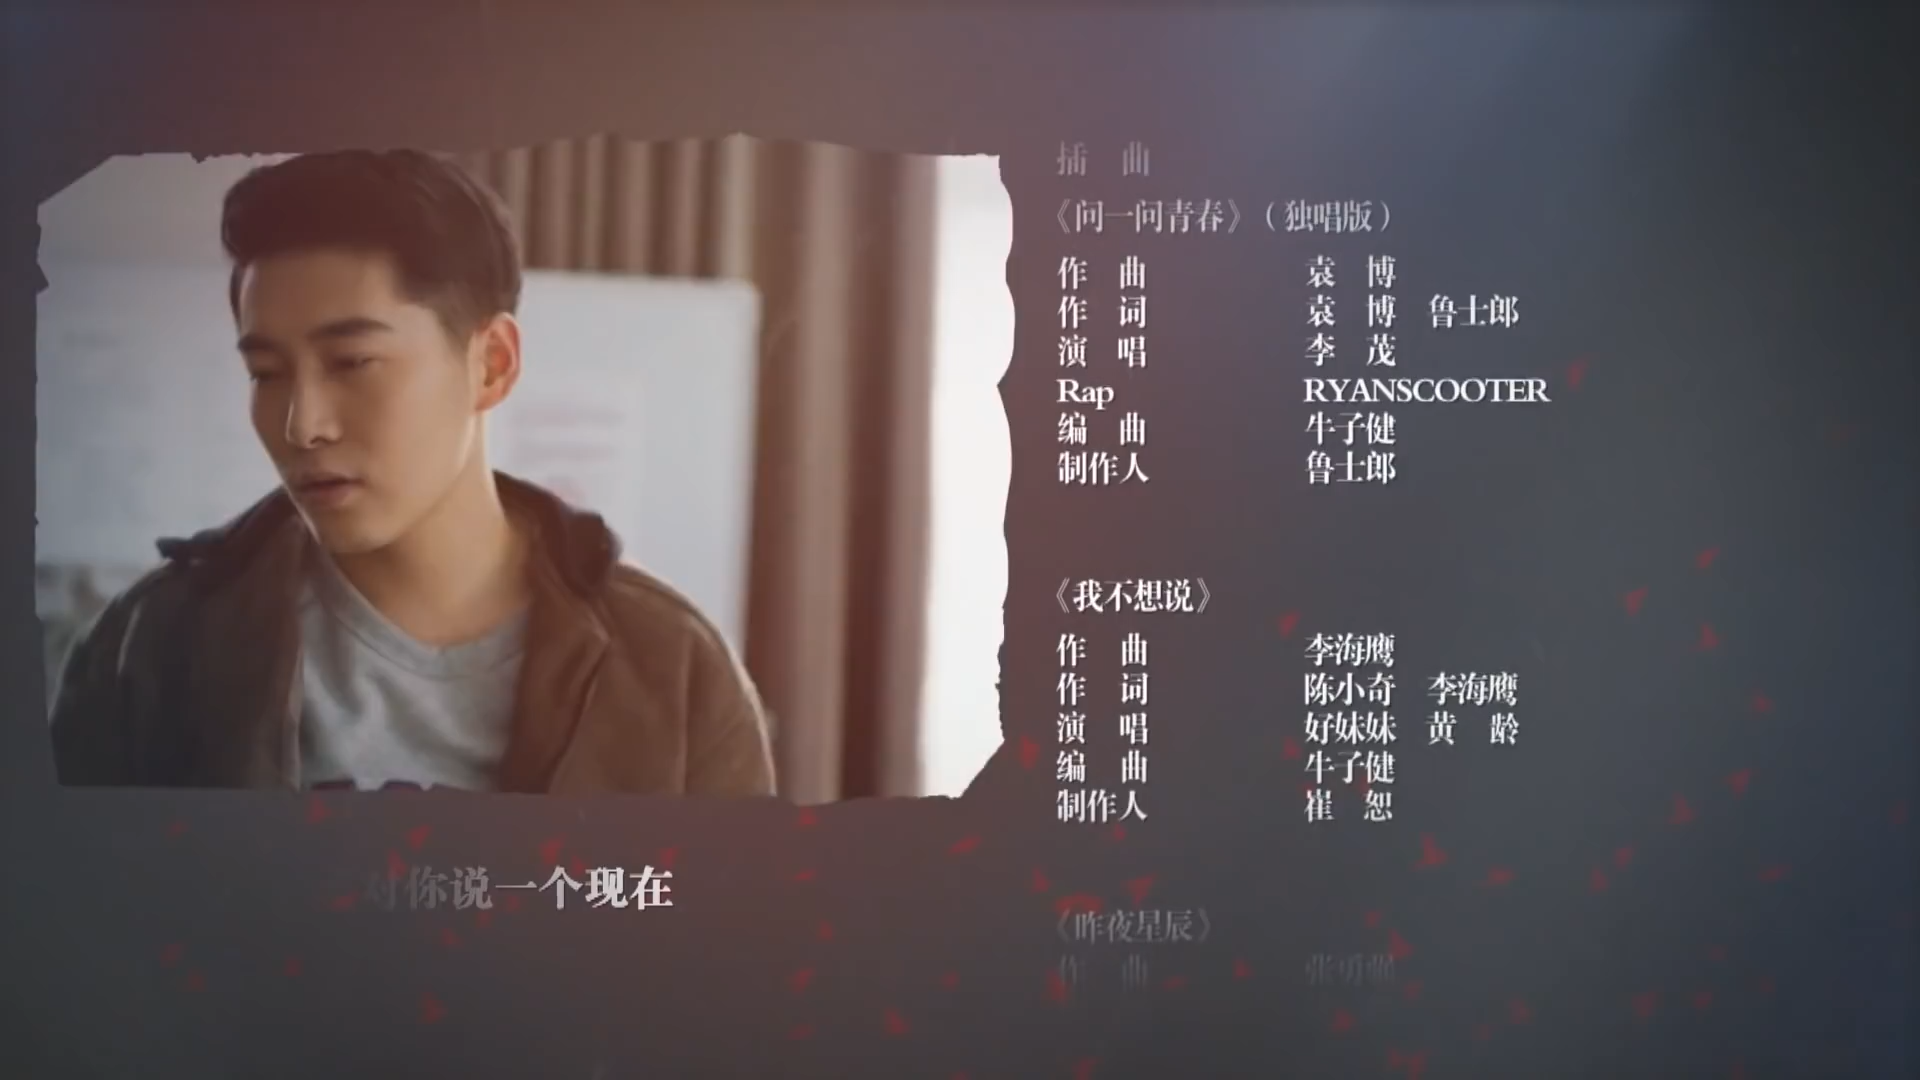 插 曲
《问一问青春》（独唱版）
作 曲 袁 博
作 词 袁 博 鲁士郎
演 唱 李 茂
Rap RYANSCOOTER
编 曲 牛子健
制作人 鲁士郎
《我不想说》
作 曲 李海鹰
作 词 陈小奇 李海鹰
演 唱 好妹妹 黄 龄
编 曲 牛子健
制作人 崔 恕
对你说一个现在
《昨夜星辰》
作 曲 张勇强